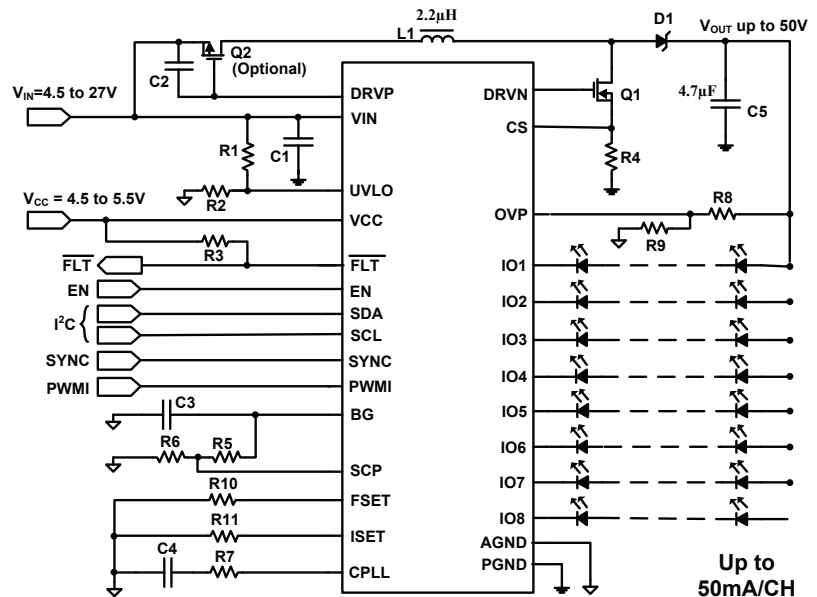 2.2µH
L1
D1
V_OUT up to 50V
Q2
(Optional)
C2
V_IN=4.5 to 27V
DRVP
DRVN
Q1
4.7µF
C5
VIN
CS
R1
C1
R4
UVLO
R2
V_CC = 4.5 to 5.5V
VCC
OVP
R8
R9
R3
FLT
FLT
IO1
EN
EN
IO2
I²C
SDA
SCL
IO3
SYNC
SYNC
IO4
PWMI
PWMI
IO5
C3
BG
R6
R5
IO6
SCP
IO7
R10
FSET
IO8
R11
ISET
AGND
C4
R7
CPLL
PGND
Up to
50mA/CH